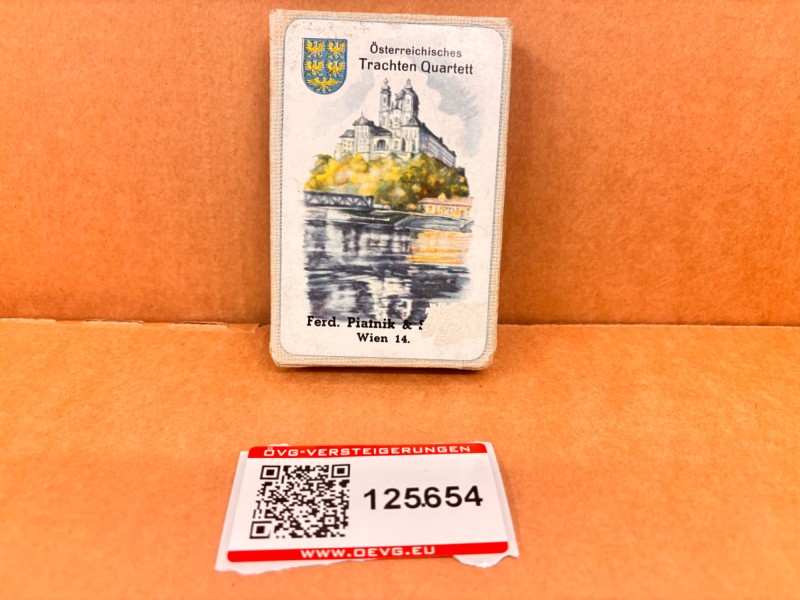 Österreichisches
Trachten Quartett
Ferd. Piatnik &
Wien 14.
ÖVG-VERSTEIGERUNGEN
125.654
WWW.OEVG.EU